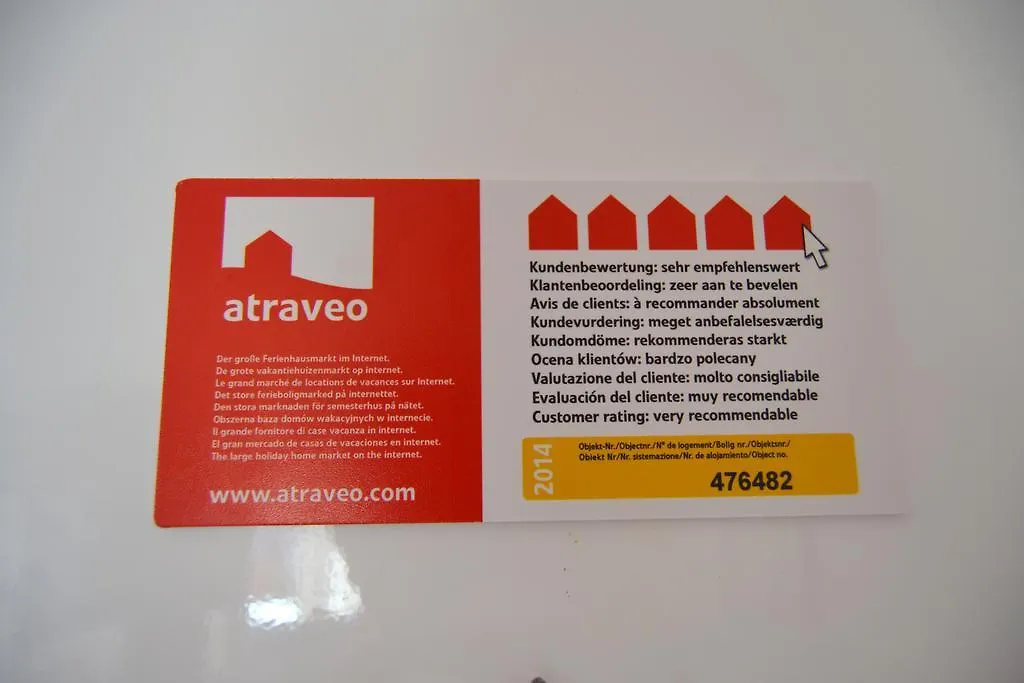 atraveo
Der große Ferienhausmarkt im Internet.
De grote vakantiehuizenmarkt op internet.
Le grand marché de locations de vacances sur Internet.
Det store ferieboligmarked på internettet.
Den stora marknaden för semesterhus på nätet.
Obszerna baza domów wakacyjnych w internecie.
Il grande fornitore di case vacanza in internet.
El gran mercado de casas de vacaciones en internet.
The large holiday home market on the internet.
www.atraveo.com
Kundenbewertung: sehr empfehlenswert
Klantenbeoordeling: zeer aan te bevelen
Avis de clients: à recommander absolument
Kundevurdering: meget anbefalelsesværdig
Kundomdöme: rekommenderas starkt
Ocena klientów: bardzo polecany
Valutazione del cliente: molto consigliabile
Evaluación del cliente: muy recomendable
Customer rating: very recommendable
2014
Objekt-Nr./Objectnr./N° de logement/Bolig nr./Objektsnr./
Obiekt Nr/Nr. sistemazione/Nr. de alojamiento/Object no.
476482